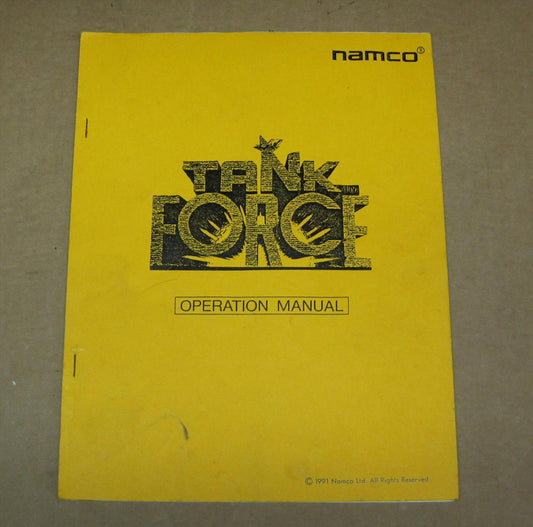 namco®
TANK
FORCE
OPERATION MANUAL
© 1991 Namco Ltd. All Rights Reserved